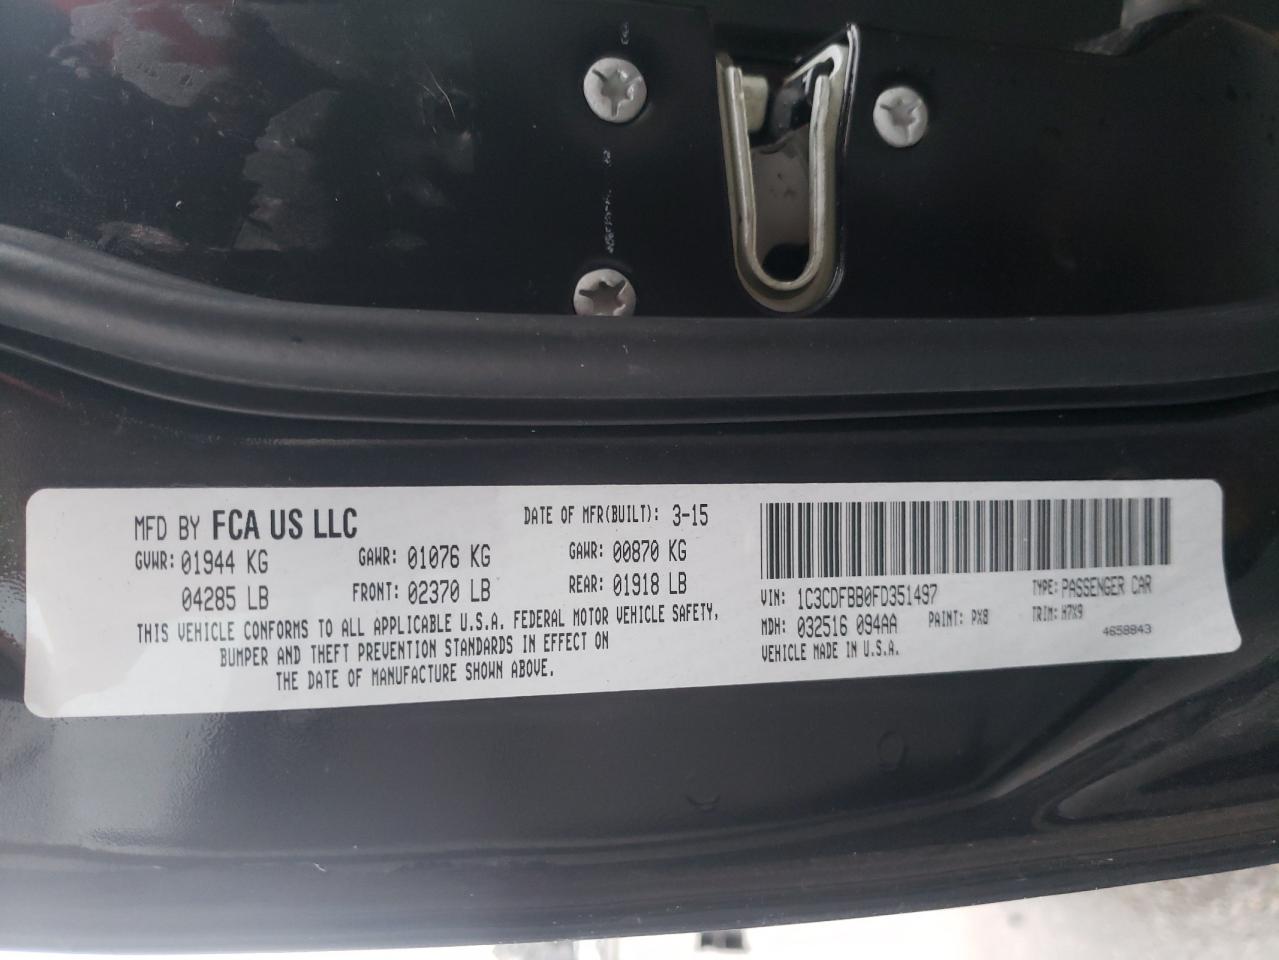 MFD BY FCA US LLC DATE OF MFR(BUILT): 3-15
GVWR: 01944 KG GAWR: 01076 KG GAWR: 00870 KG
04285 LB FRONT: 02370 LB REAR: 01918 LB
THIS VEHICLE CONFORMS TO ALL APPLICABLE U.S.A. FEDERAL MOTOR VEHICLE SAFETY,
BUMPER AND THEFT PREVENTION STANDARDS IN EFFECT ON
THE DATE OF MANUFACTURE SHOWN ABOVE.
VIN: 1C3CDFBB0FD351497 TYPE: PASSENGER CAR
MDH: 032516 094AA PAINT: PX8 TRIM: H7X9
VEHICLE MADE IN U.S.A. 4658843